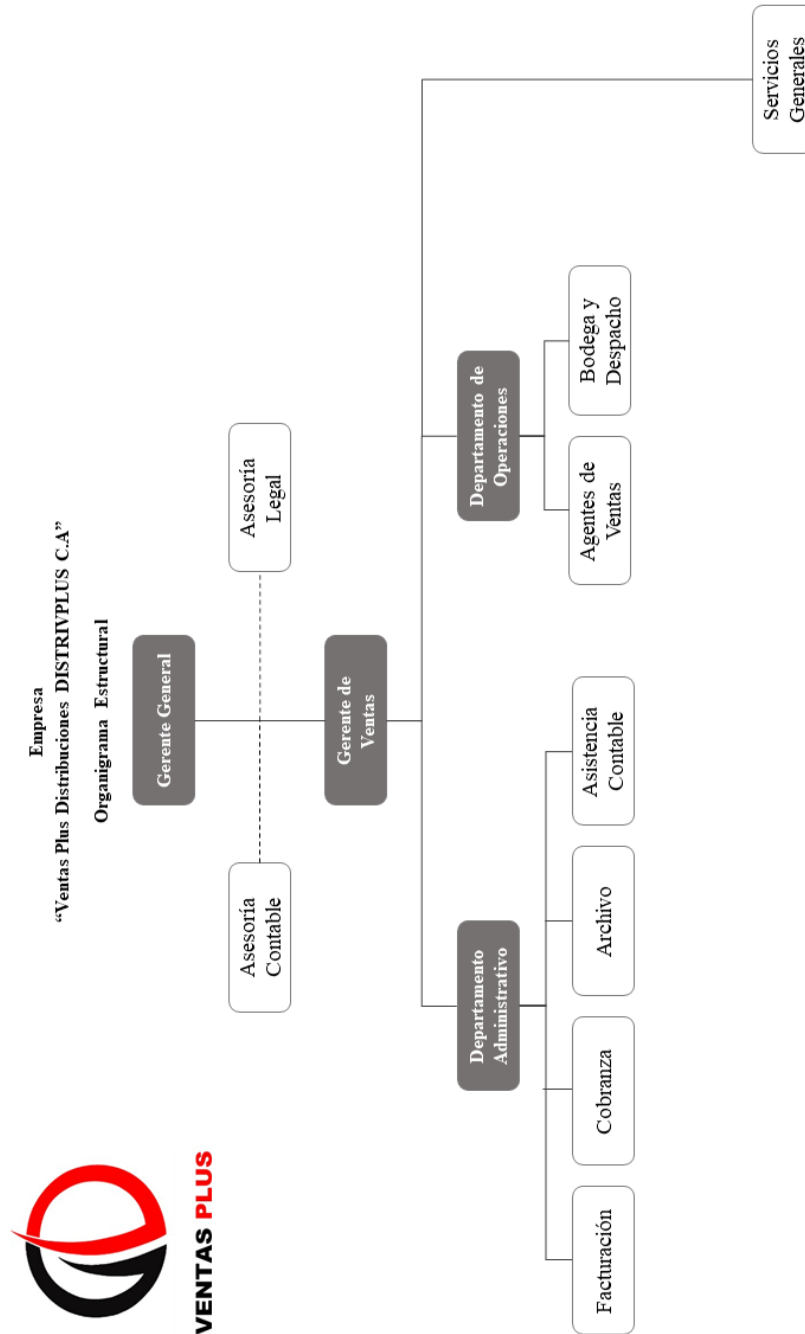 Empresa
“Ventas Plus Distribuciones DISTRIVPLUS C.A”
Organigrama Estructural
VENTAS PLUS
Gerente General
Asesoría
Contable
Asesoría
Legal
Gerente de
Ventas
Departamento
Administrativo
Departamento de
Operaciones
Facturación
Cobranza
Archivo
Asistencia
Contable
Agentes de
Ventas
Bodega y
Despacho
Servicios
Generales